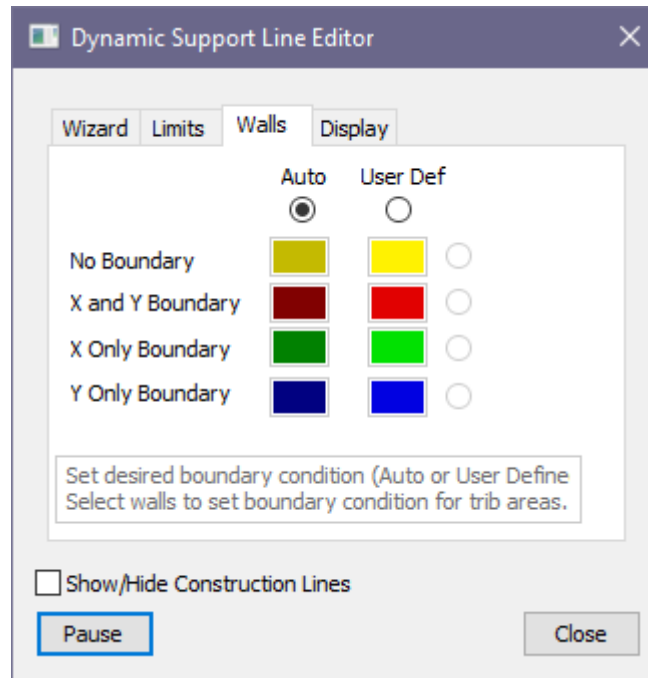 Dynamic Support Line Editor
Wizard Limits Walls Display
Auto User Def
No Boundary
X and Y Boundary
X Only Boundary
Y Only Boundary
Set desired boundary condition (Auto or User Define
Select walls to set boundary condition for trib areas.
Show/Hide Construction Lines
Pause Close